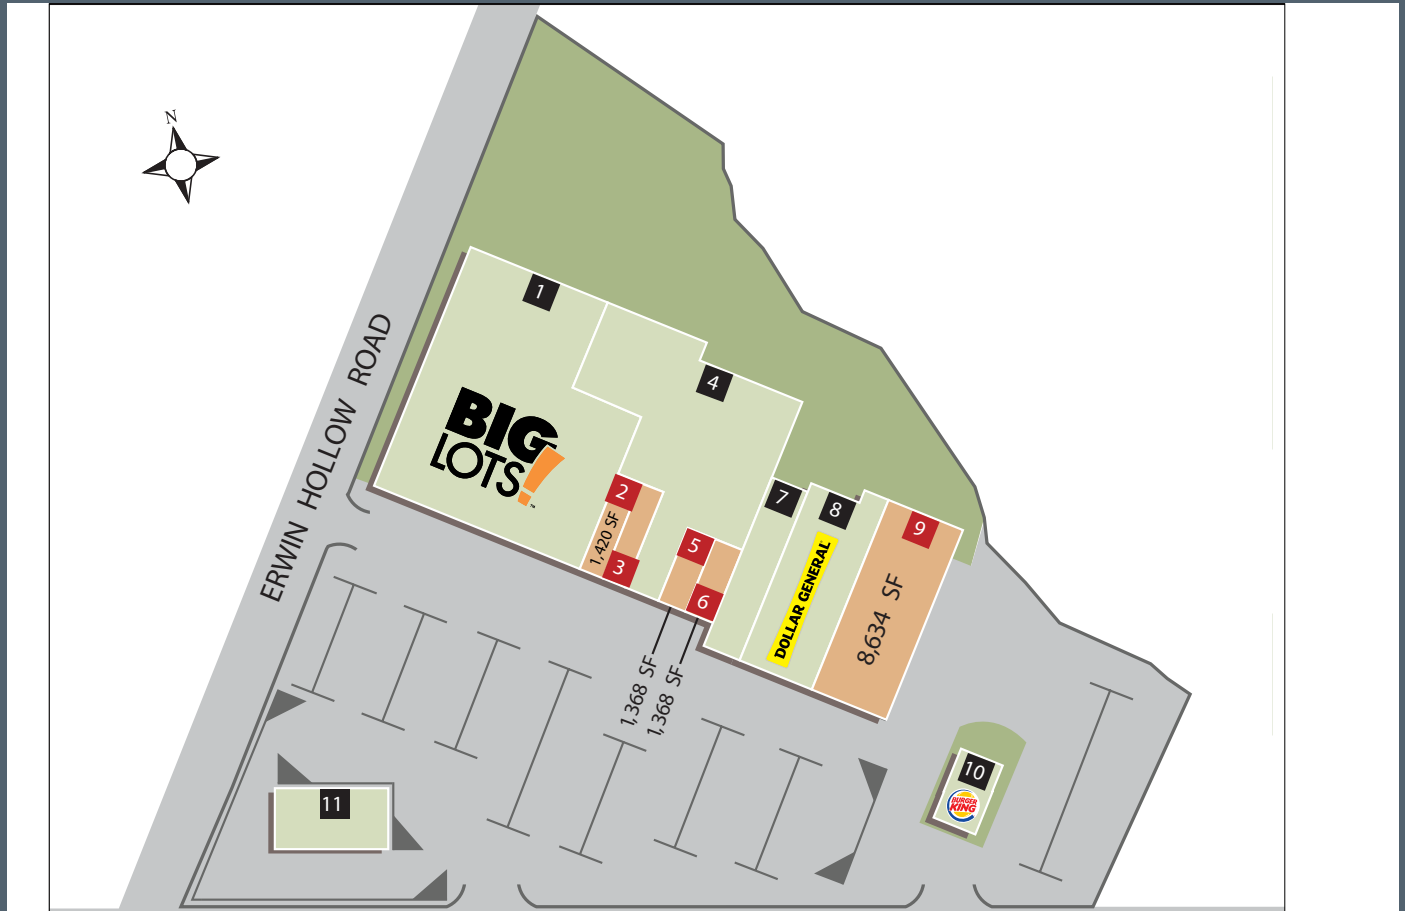 N
ERWIN HOLLOW ROAD
1
BIG
LOTS!
™
4
2
1,420 SF
3
5
6
1,368 SF
1,368 SF
7
8
DOLLAR GENERAL
9
8,634 SF
10
BURGER
KING
11